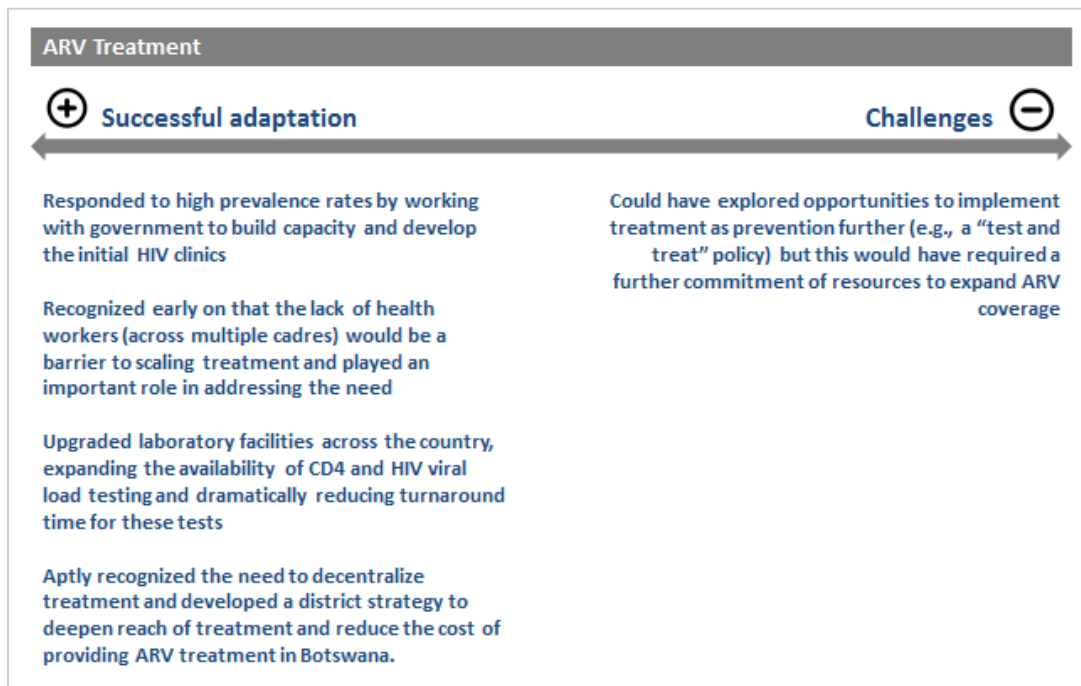 ARV Treatment
Successful adaptation
Challenges
Responded to high prevalence rates by working
with government to build capacity and develop
the initial HIV clinics
Recognized early on that the lack of health
workers (across multiple cadres) would be a
barrier to scaling treatment and played an
important role in addressing the need
Upgraded laboratory facilities across the country,
expanding the availability of CD4 and HIV viral
load testing and dramatically reducing turnaround
time for these tests
Aptly recognized the need to decentralize
treatment and developed a district strategy to
deepen reach of treatment and reduce the cost of
providing ARV treatment in Botswana.
Could have explored opportunities to implement
treatment as prevention further (e.g., a “test and
treat” policy) but this would have required a
further commitment of resources to expand ARV
coverage